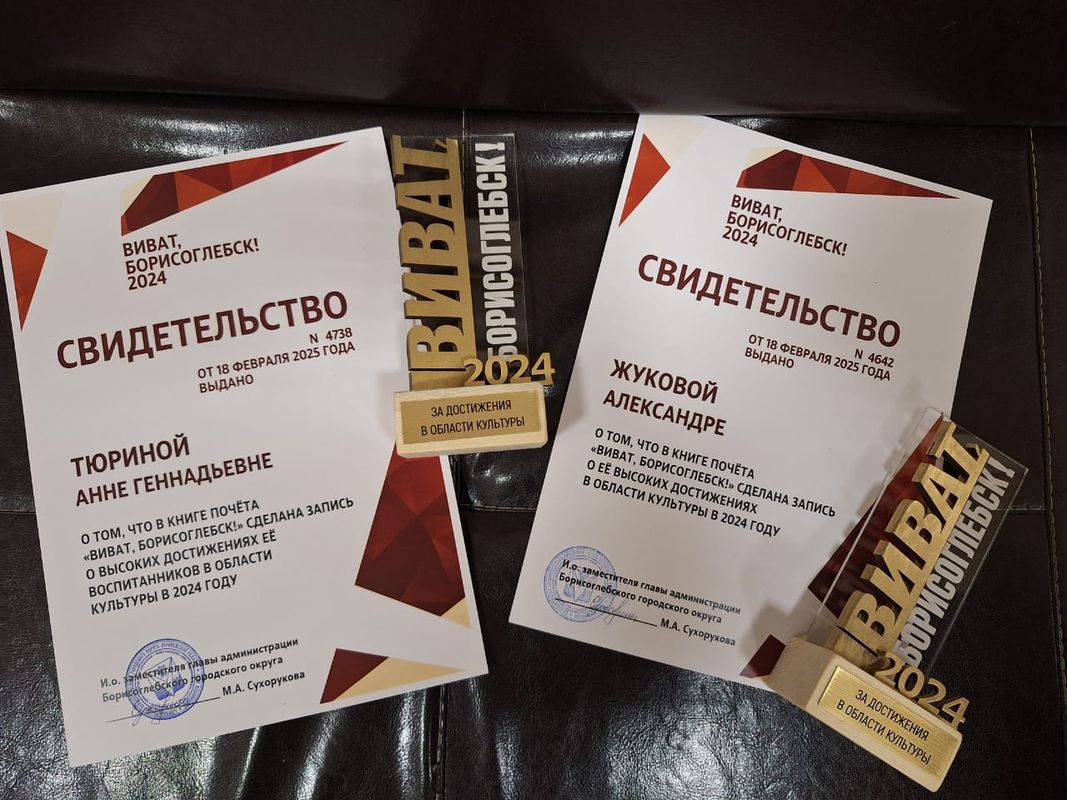 ВИВАТ,
БОРИСОГЛЕБСК!
2024
СВИДЕТЕЛЬСТВО
N 4738
ОТ 18 ФЕВРАЛЯ 2025 ГОДА
ВЫДАНО
ТЮРИНОЙ
АННЕ ГЕННАДЬЕВНЕ
О ТОМ, ЧТО В КНИГЕ ПОЧЁТА
«ВИВАТ, БОРИСОГЛЕБСК!» СДЕЛАНА ЗАПИСЬ
О ВЫСОКИХ ДОСТИЖЕНИЯХ ЕЁ
ВОСПИТАННИКОВ В ОБЛАСТИ
КУЛЬТУРЫ В 2024 ГОДУ
И.о. заместителя главы администрации
Борисоглебского городского округа
М.А. Сухорукова
ВИВАТ,
БОРИСОГЛЕБСК!
2024
ЗА ДОСТИЖЕНИЯ
В ОБЛАСТИ КУЛЬТУРЫ
ВИВАТ,
БОРИСОГЛЕБСК!
2024
СВИДЕТЕЛЬСТВО
N 4642
ОТ 18 ФЕВРАЛЯ 2025 ГОДА
ВЫДАНО
ЖУКОВОЙ
АЛЕКСАНДРЕ
О ТОМ, ЧТО В КНИГЕ ПОЧЁТА
«ВИВАТ, БОРИСОГЛЕБСК!» СДЕЛАНА ЗАПИСЬ
О ЕЁ ВЫСОКИХ ДОСТИЖЕНИЯХ
В ОБЛАСТИ КУЛЬТУРЫ В 2024 ГОДУ
И.о. заместителя главы администрации
Борисоглебского городского округа
М.А. Сухорукова
ВИВАТ,
БОРИСОГЛЕБСК!
2024
ЗА ДОСТИЖЕНИЯ
В ОБЛАСТИ КУЛЬТУРЫ